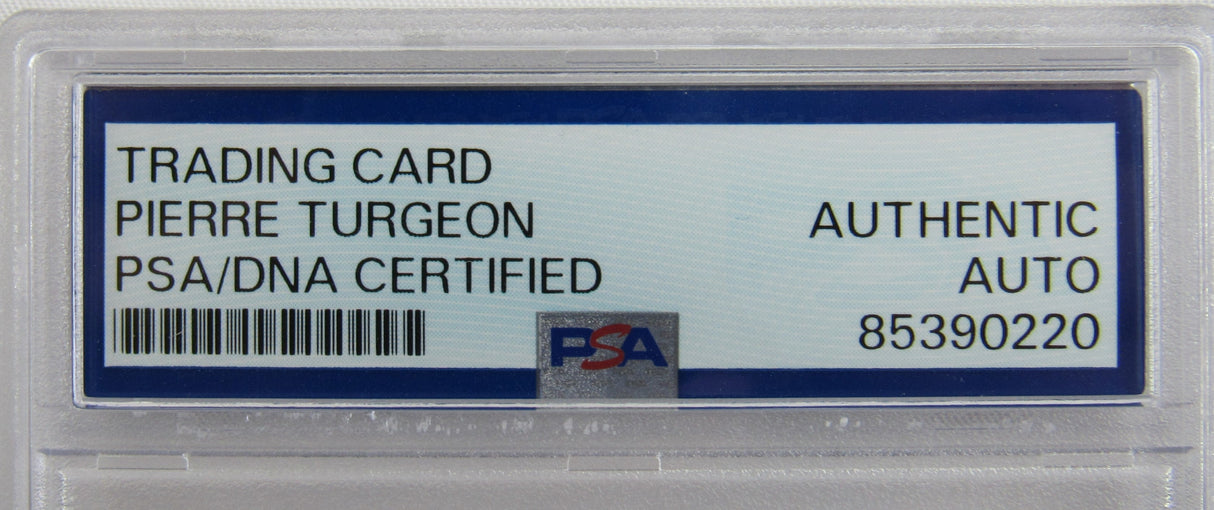 TRADING CARD
PIERRE TURGEON
PSA/DNA CERTIFIED
AUTHENTIC
AUTO
85390220
PSA